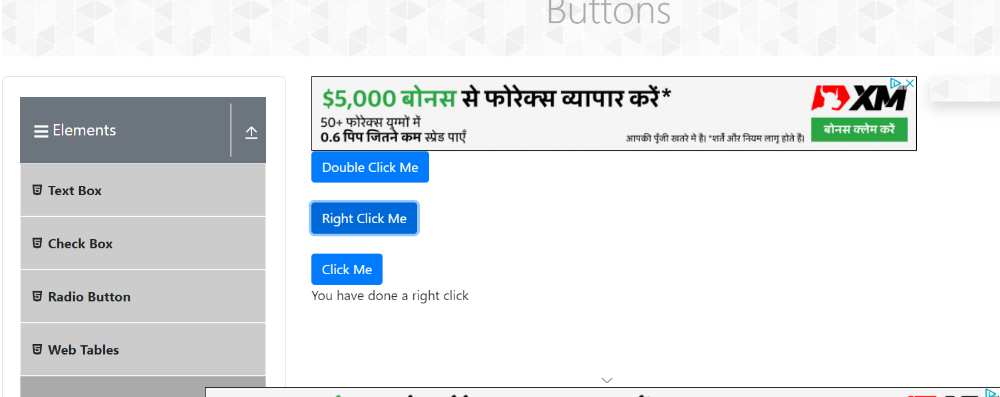 Buttons
Elements
Text Box
Check Box
Radio Button
Web Tables
$5,000 बोनस से फोरेक्स व्यापार करें*
50+ फोरेक्स युग्मों में
0.6 पिप जितने कम स्प्रेड पाएँ
आपकी पूँजी खतरे में है। *शर्तें और नियम लागू होते हैं।
XM
बोनस क्लेम करें
Double Click Me
Right Click Me
Click Me
You have done a right click